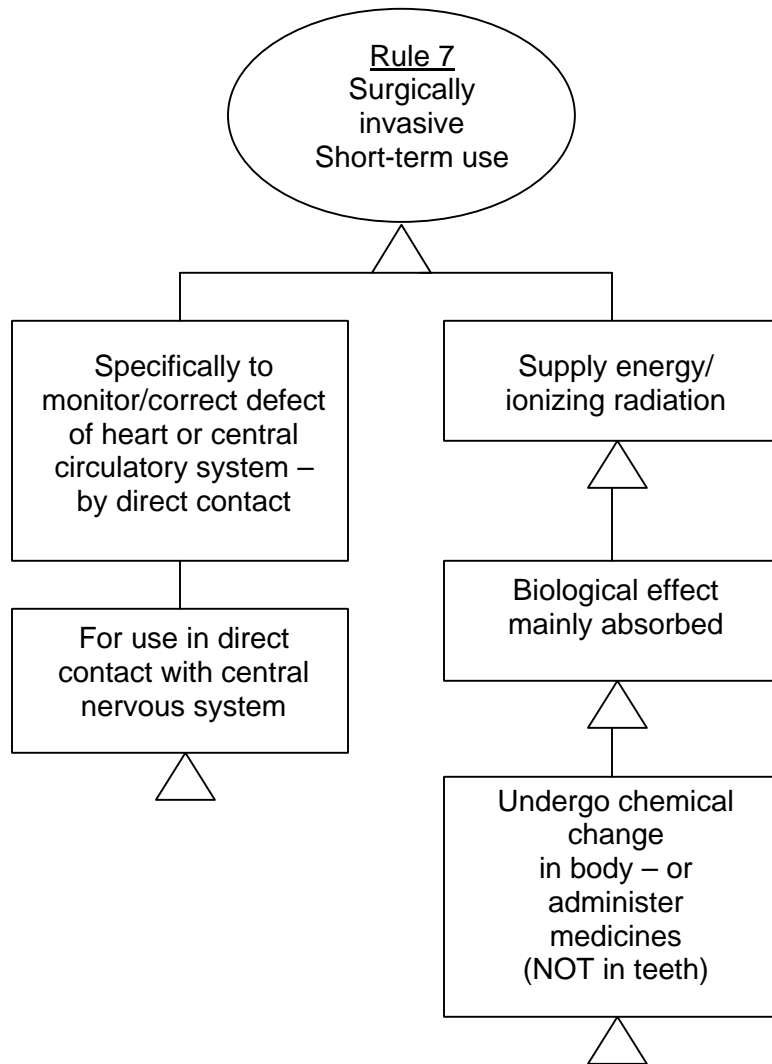 Rule 7
Surgically
invasive
Short-term use
Specifically to
monitor/correct defect
of heart or central
circulatory system –
by direct contact
For use in direct
contact with central
nervous system
Supply energy/
ionizing radiation
Biological effect
mainly absorbed
Undergo chemical
change
in body – or
administer
medicines
(NOT in teeth)